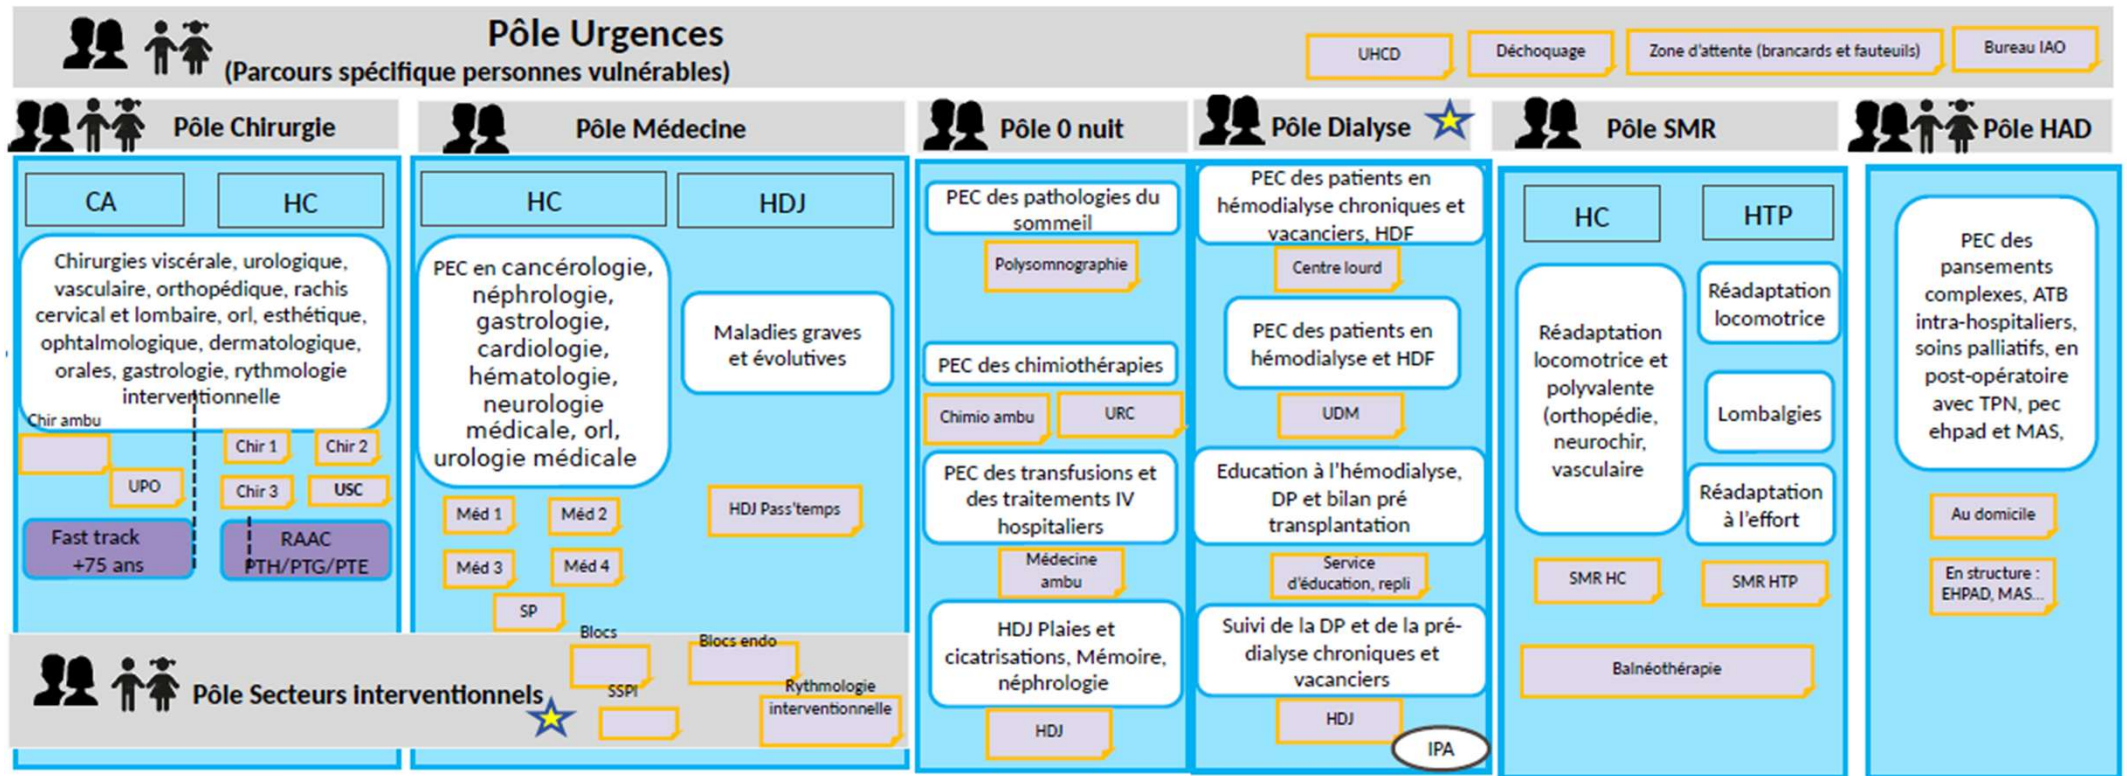 Pôle Urgences
(Parcours spécifique personnes vulnérables)
UHCD
Déchoquage
Zone d'attente (brancards et fauteuils)
Bureau IAO
Pôle Chirurgie
CA
HC
Chirurgies viscérale, urologique,
vasculaire, orthopédique, rachis
cervical et lombaire, orl, esthétique,
ophtalmologique, dermatologique,
orales, gastrologie, rythmologie
interventionnelle
Chir ambu
UPO
Chir 1
Chir 2
Chir 3
USC
Fast track
+75 ans
RAAC
PTH/PTG/PTE
Pôle Médecine
HC
HDJ
PEC en cancérologie,
néphrologie,
gastrologie,
cardiologie,
hématologie,
neurologie
médicale, orl,
urologie médicale
Maladies graves
et évolutives
Méd 1
Méd 2
Méd 3
Méd 4
SP
HDJ Pass'temps
Pôle Secteurs interventionnels
Blocs
Blocs endo
SSPI
Rythmologie
interventionnelle
Pôle 0 nuit
PEC des pathologies du
sommeil
Polysomnographie
PEC des chimiothérapies
Chimio ambu
URC
PEC des transfusions et
des traitements IV
hospitaliers
Médecine
ambu
HDJ Plaies et
cicatrisations, Mémoire,
néphrologie
HDJ
Pôle Dialyse
PEC des patients en
hémodialyse chroniques et
vacanciers, HDF
Centre lourd
PEC des patients en
hémodialyse et HDF
UDM
Education à l'hémodialyse,
DP et bilan pré
transplantation
Service
d'éducation, repli
Suivi de la DP et de la pré-
dialyse chroniques et
vacanciers
HDJ
IPA
Pôle SMR
HC
HTP
Réadaptation
locomotrice et
polyvalente
(orthopédie,
neurochir,
vasculaire
Réadaptation
locomotrice
Lombalgies
Réadaptation
à l'effort
SMR HC
SMR HTP
Balnéothérapie
Pôle HAD
PEC des
pansements
complexes, ATB
intra-hospitaliers,
soins palliatifs, en
post-opératoire
avec TPN, pec
ehpad et MAS,
Au domicile
En structure :
EHPAD, MAS...